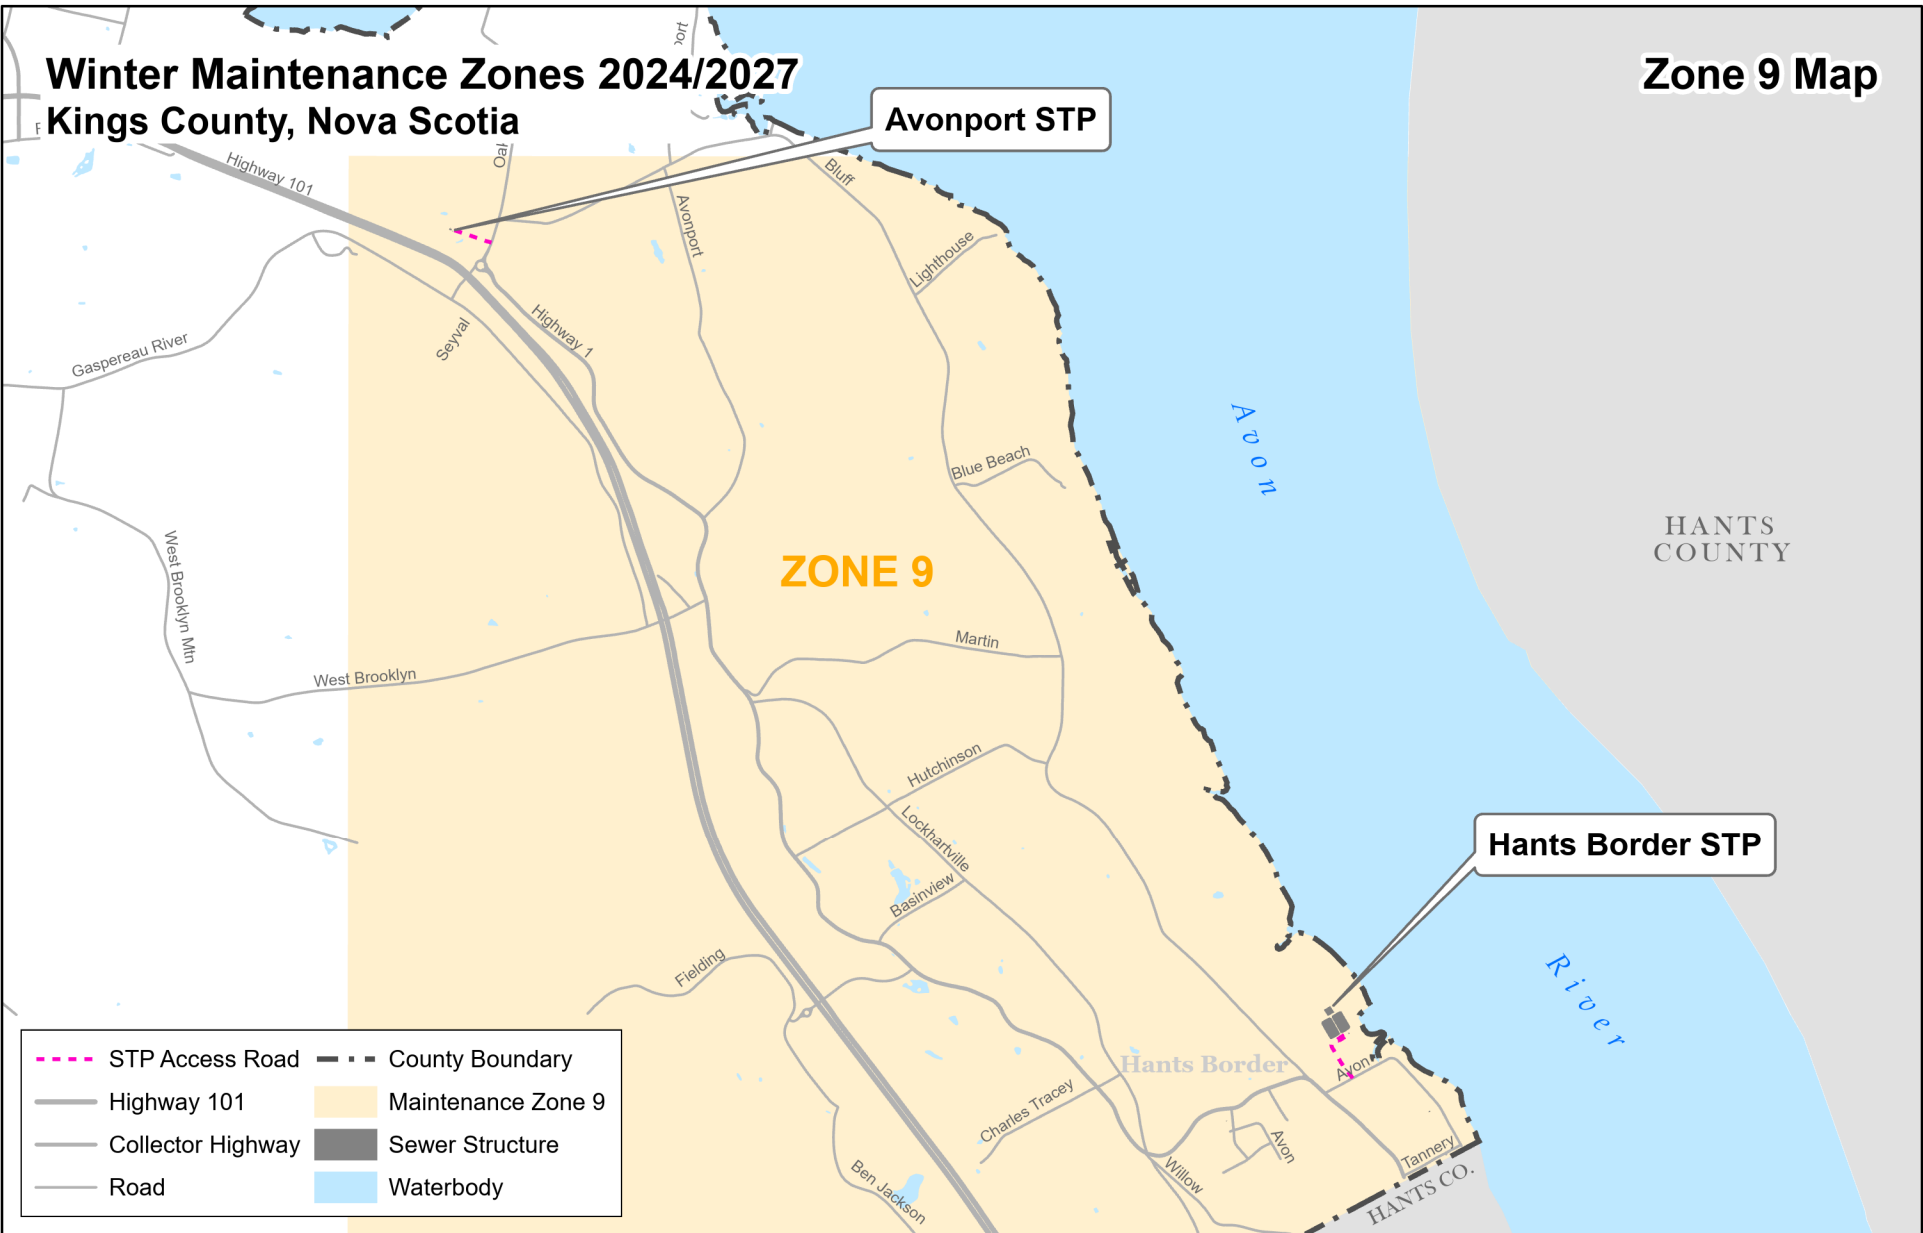 Winter Maintenance Zones 2024/2027
Kings County, Nova Scotia
Zone 9 Map
Avonport STP
Highway 101
Bluff
Avonport
Lighthouse
Highway 1
Seyval
Gaspereau River
Blue Beach
Avon
HANTS
COUNTY
West Brooklyn Mtn
ZONE 9
Martin
West Brooklyn
Hutchinson
Lockhartville
Hants Border STP
Basinview
Fielding
River
Hants Border
Avon
Charles Tracey
Avon
Tannery
Willow
HANTS CO.
Ben Jackson
STP Access Road
County Boundary
Highway 101
Maintenance Zone 9
Collector Highway
Sewer Structure
Road
Waterbody